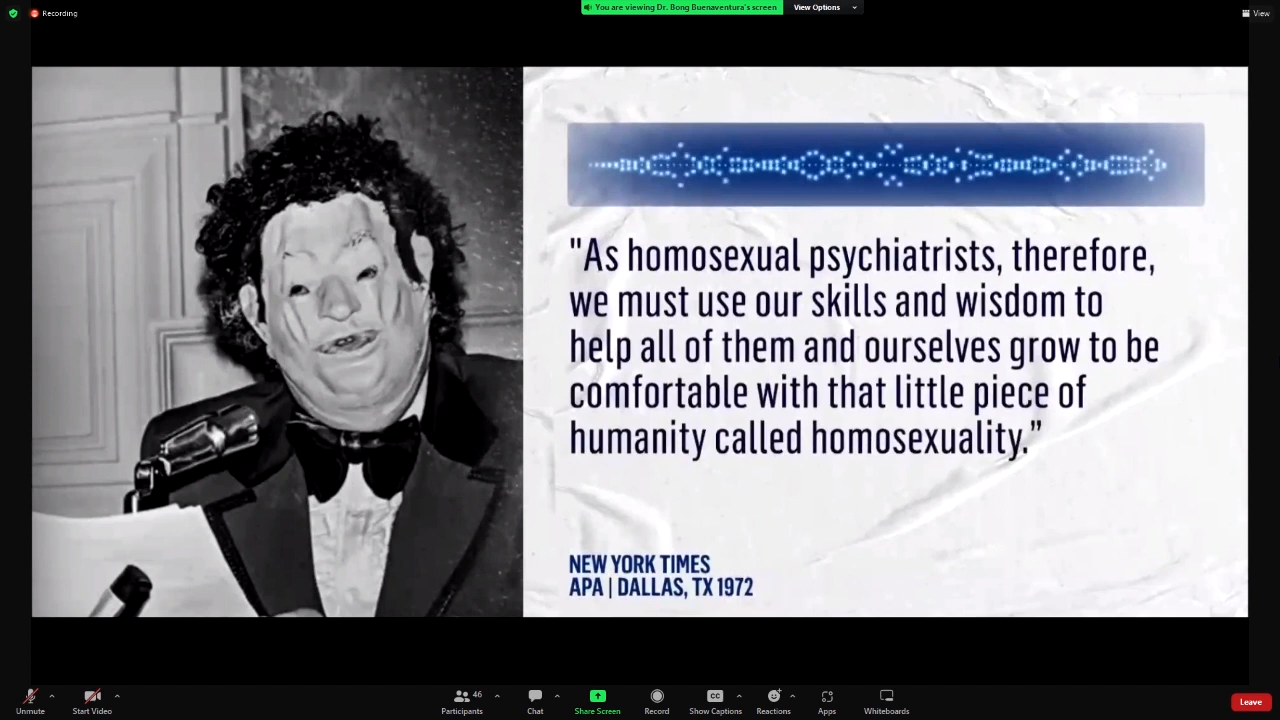 Recording
You are viewing Dr. Bong Buenaventura's screen
View Options
View
"As homosexual psychiatrists, therefore,
we must use our skills and wisdom to
help all of them and ourselves grow to be
comfortable with that little piece of
humanity called homosexuality.”
NEW YORK TIMES
APA | DALLAS, TX 1972
Unmute
Start Video
46
Participants
Chat
Share Screen
Record
CC
Show Captions
Reactions
Apps
Whiteboards
Leave